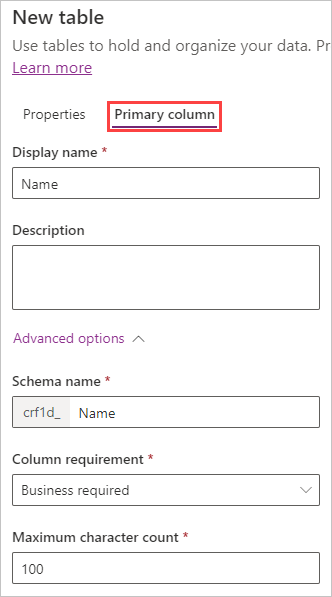 New table
Use tables to hold and organize your data. Pr
Learn more
Properties
Primary column
Display name *
Name
Description
Advanced options
Schema name *
crf1d_ Name
Column requirement *
Business required
Maximum character count *
100